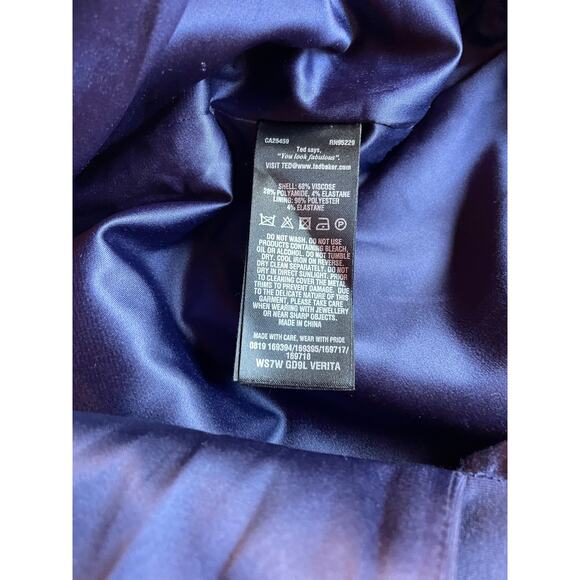 CA25459 RN95229
Ted says,
"You look fabulous".
VISIT TED@www.tedbaker.com
SHELL: 68% VISCOSE
28% POLYAMIDE, 4% ELASTANE
LINING: 96% POLYESTER
4% ELASTANE
DO NOT WASH. DO NOT USE
PRODUCTS CONTAINING BLEACH,
OIL OR ALCOHOL. DO NOT TUMBLE
DRY. COOL IRON ON REVERSE.
DRY CLEAN SEPARATELY. DO NOT
DRY IN DIRECT SUNLIGHT. PRIOR
TO CLEANING COVER THE METAL
TRIMS TO PREVENT DAMAGE. DUE
TO THE DELICATE NATURE OF THIS
GARMENT, PLEASE TAKE CARE
WHEN WEARING WITH JEWELLERY
OR NEAR SHARP OBJECTS.
MADE IN CHINA
MADE WITH CARE, WEAR WITH PRIDE
0819 169394/169395/169717/
169718
WS7W GD9L VERITA